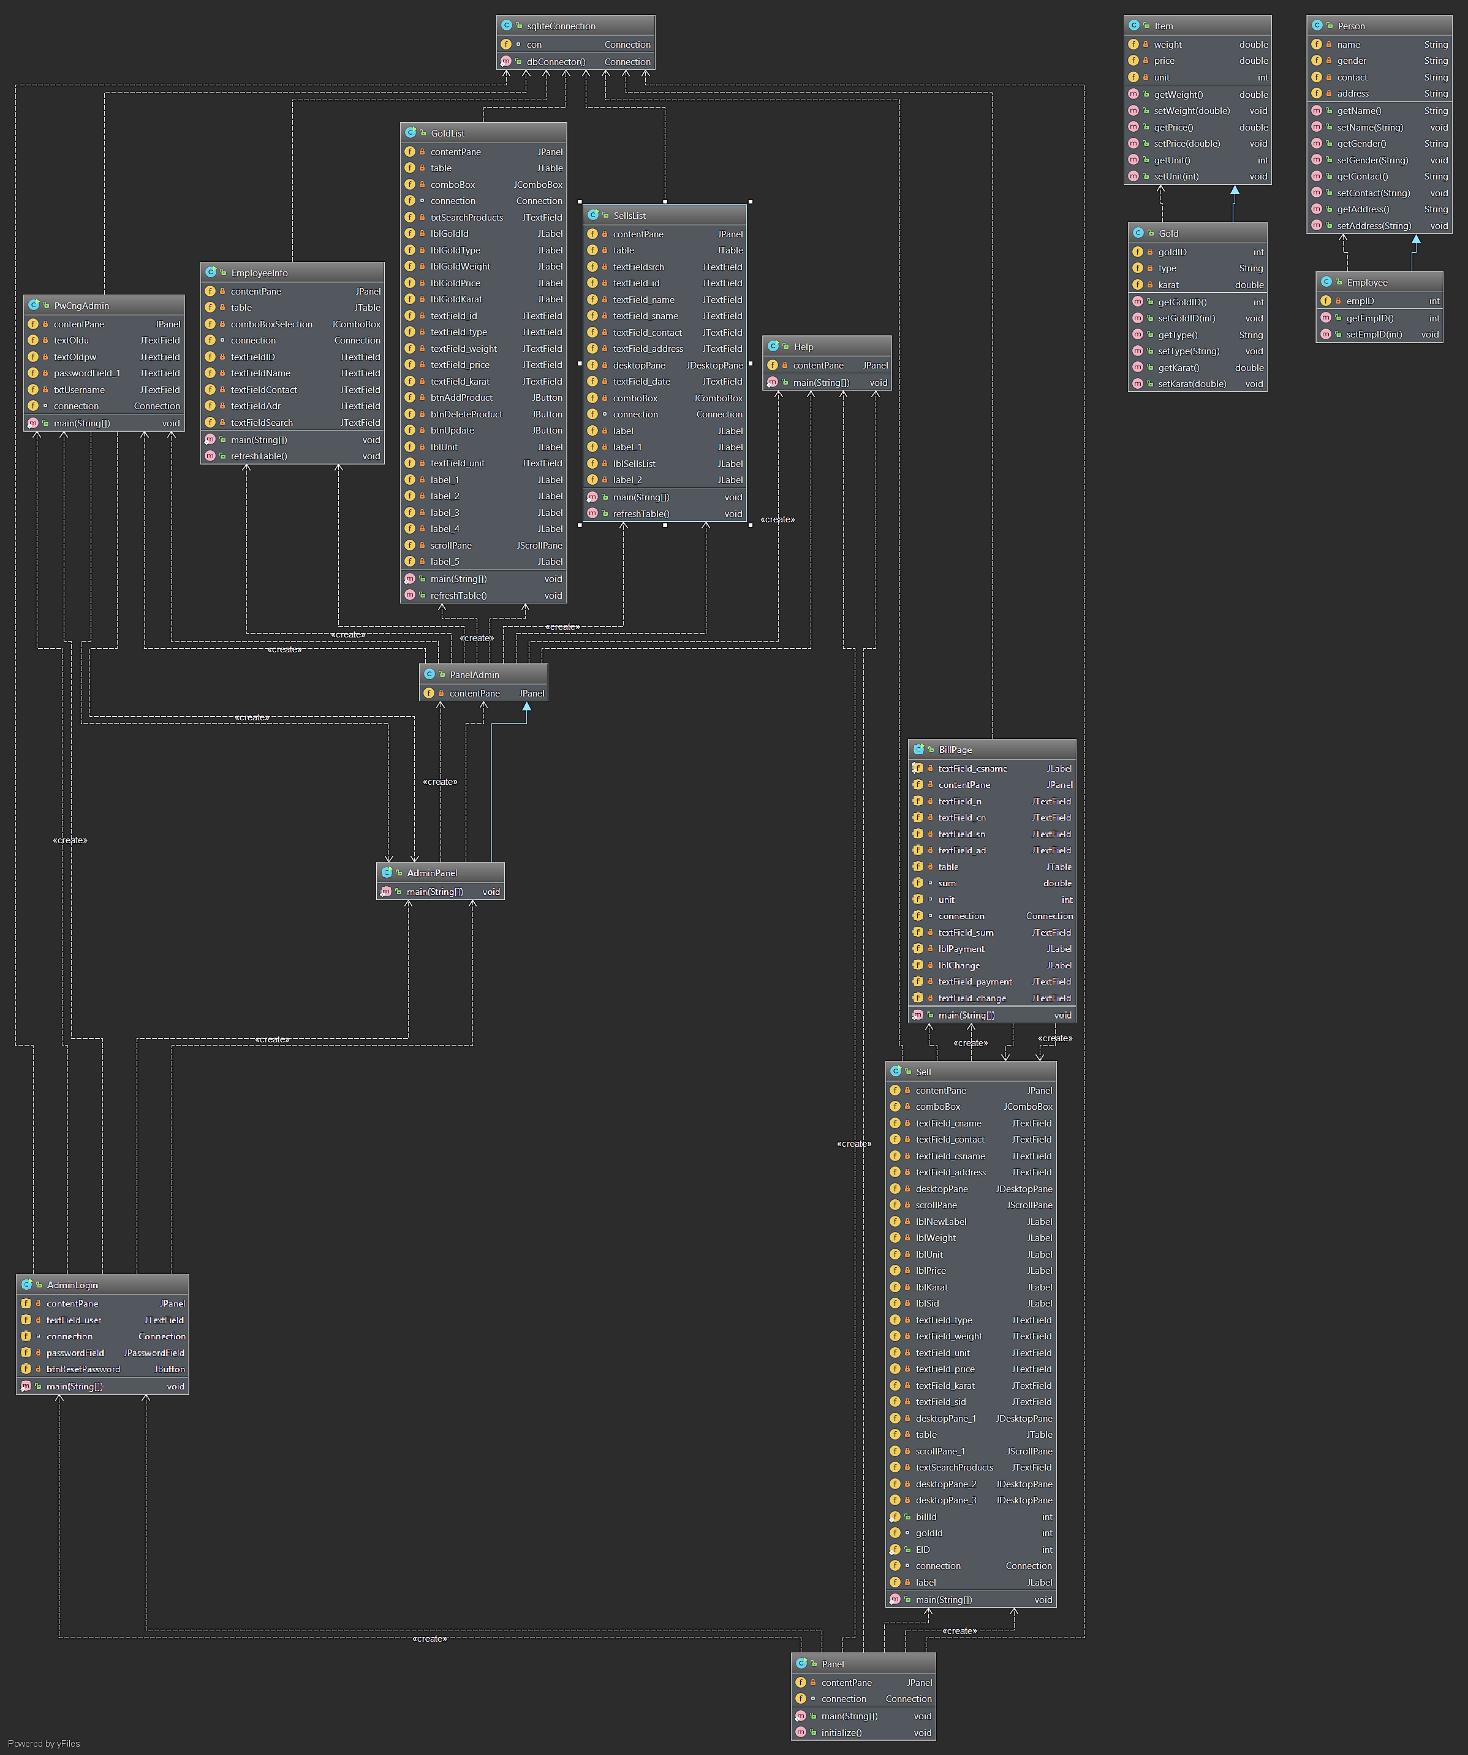 sqliteConnection
con Connection
dbConnector() Connection
Item
weight double
price double
unit int
getWeight() double
setWeight(double) void
getPrice() double
setPrice(double) void
getUnit() int
setUnit(int) void
Person
name String
gender String
contact String
address String
getName() String
setName(String) void
getGender() String
setGender(String) void
getContact() String
setContact(String) void
getAddress() String
setAddress(String) void
GoldList
contentPane JPanel
table JTable
comboBox JComboBox
connection Connection
txtSearchProducts JTextField
lblGoldId JLabel
lblGoldType JLabel
lblGoldWeight JLabel
lblGoldPrice JLabel
lblGoldKarat JLabel
textField_id JTextField
textField_type JTextField
textField_weight JTextField
textField_price JTextField
textField_karat JTextField
btnAddProduct JButton
btnDeleteProduct JButton
btnUpdate JButton
lblUnit JLabel
textField_unit JTextField
label_1 JLabel
label_2 JLabel
label_3 JLabel
label_4 JLabel
scrollPane JScrollPane
label_5 JLabel
main(String[]) void
refreshTable() void
SellsList
contentPane JPanel
table JTable
textFieldsrch JTextField
textField_id JTextField
textField_name JTextField
textField_sname JTextField
textField_contact JTextField
textField_address JTextField
desktopPane JDesktopPane
textField_date JTextField
comboBox JComboBox
connection Connection
label JLabel
label_1 JLabel
lblSellsList JLabel
label_2 JLabel
main(String[]) void
refreshTable() void
Gold
goldID int
type String
karat double
getGoldID() int
setGoldID(int) void
getType() String
setType(String) void
getKarat() double
setKarat(double) void
EmployeeInfo
contentPane JPanel
table JTable
comboBoxSelection JComboBox
connection Connection
textFieldID JTextField
textFieldName JTextField
textFieldContact JTextField
textFieldAdr JTextField
textFieldSearch JTextField
main(String[]) void
refreshTable() void
Employee
empID int
getEmpID() int
setEmpID(int) void
PwCngAdmin
contentPane JPanel
textOldu JTextField
textOldpw JTextField
passwordField_1 JTextField
txtUsername JTextField
connection Connection
main(String[]) void
Help
contentPane JPanel
main(String[]) void
«create»
«create»
«create»
«create»
«create»
PanelAdmin
contentPane JPanel
«create»
BillPage
textField_csname JLabel
contentPane JPanel
textField_n JTextField
textField_cn JTextField
textField_sn JTextField
textField_ad JTextField
table JTable
sum double
unit int
connection Connection
textField_sum JTextField
lblPayment JLabel
lblChange JLabel
textField_payment JTextField
textField_change JTextField
main(String[]) void
«create»
«create»
AdminPanel
main(String[]) void
«create»
«create»
«create»
Sell
contentPane JPanel
comboBox JComboBox
textField_cname JTextField
textField_contact JTextField
textField_csname JTextField
textField_address JTextField
desktopPane JDesktopPane
scrollPane JScrollPane
lblNewLabel JLabel
lblWeight JLabel
lblUnit JLabel
lblPrice JLabel
lblKarat JLabel
lblSid JLabel
textField_type JTextField
textField_weight JTextField
textField_unit JTextField
textField_price JTextField
textField_karat JTextField
textField_sid JTextField
desktopPane_1 JDesktopPane
table JTable
scrollPane_1 JScrollPane
textSearchProducts JTextField
desktopPane_2 JDesktopPane
desktopPane_3 JDesktopPane
billId int
goldId int
EID int
connection Connection
label JLabel
main(String[]) void
«create»
AdminLogin
contentPane JPanel
textField_user JTextField
connection Connection
passwordField JPasswordField
btnResetPassword JButton
main(String[]) void
«create»
«create»
Panel
contentPane JPanel
connection Connection
main(String[]) void
initialize() void
Powered by yFiles